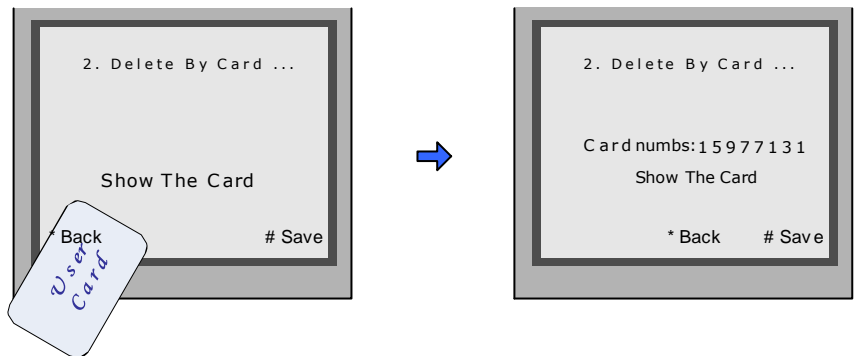 2. Delete By Card ...
Show The Card
* Back # Save
User
Card
2. Delete By Card ...
Card numbs:15977131
Show The Card
* Back # Save